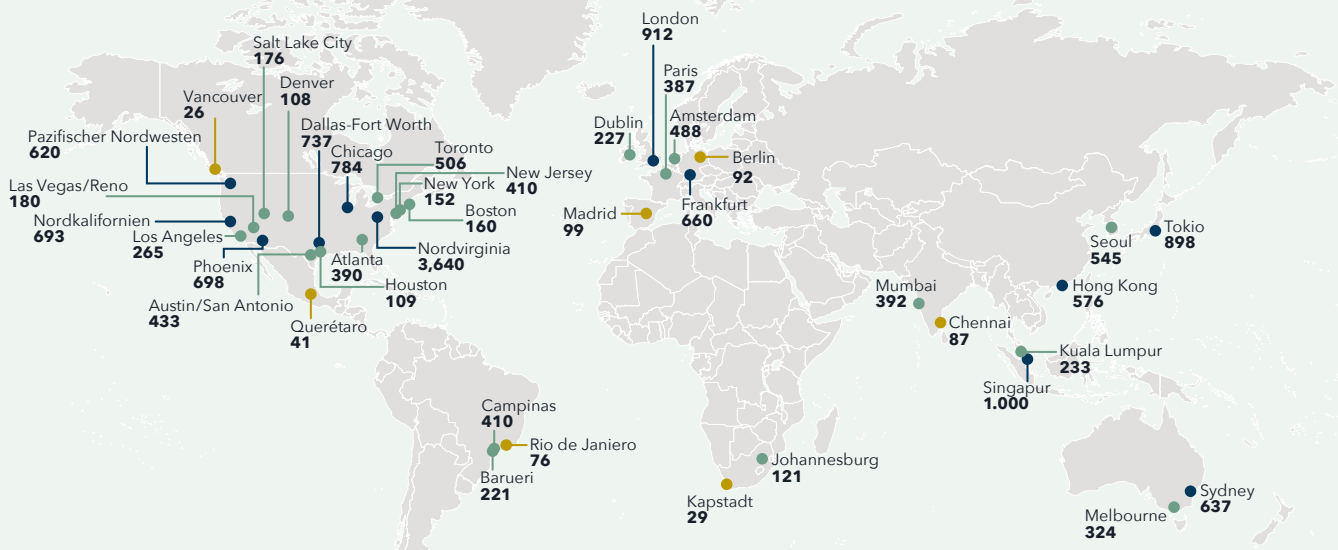 London
912
Salt Lake City
176
Paris
387
Denver
108
Vancouver
26
Dallas-Fort Worth
737
Amsterdam
488
Dublin
227
Pazifischer Nordwesten
620
Chicago
784
Toronto
506
Berlin
92
New Jersey
410
New York
152
Las Vegas/Reno
180
Boston
160
Madrid
99
Frankfurt
660
Nordkalifornien
693
Los Angeles
265
Tokio
898
Seoul
545
Nordvirginia
3,640
Phoenix
698
Atlanta
390
Houston
109
Mumbai
392
Hong Kong
576
Austin/San Antonio
433
Querétaro
41
Chennai
87
Kuala Lumpur
233
Singapur
1.000
Campinas
410
Rio de Janiero
76
Barueri
221
Johannesburg
121
Kapstadt
29
Sydney
637
Melbourne
324